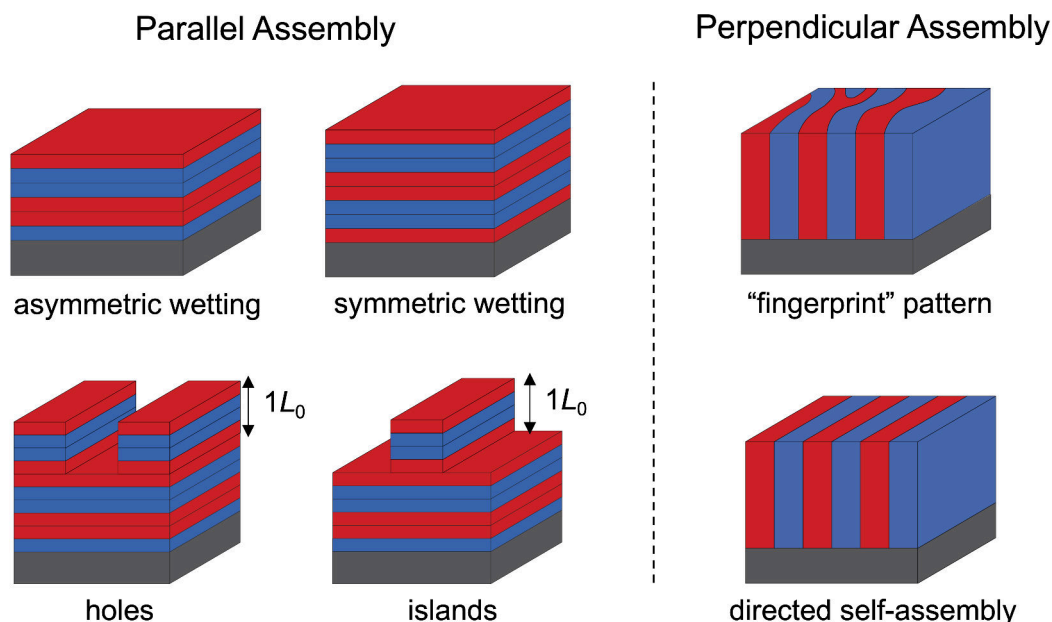 Parallel Assembly
Perpendicular Assembly
asymmetric wetting
symmetric wetting
“fingerprint” pattern
1L₀
1L₀
holes
islands
directed self-assembly